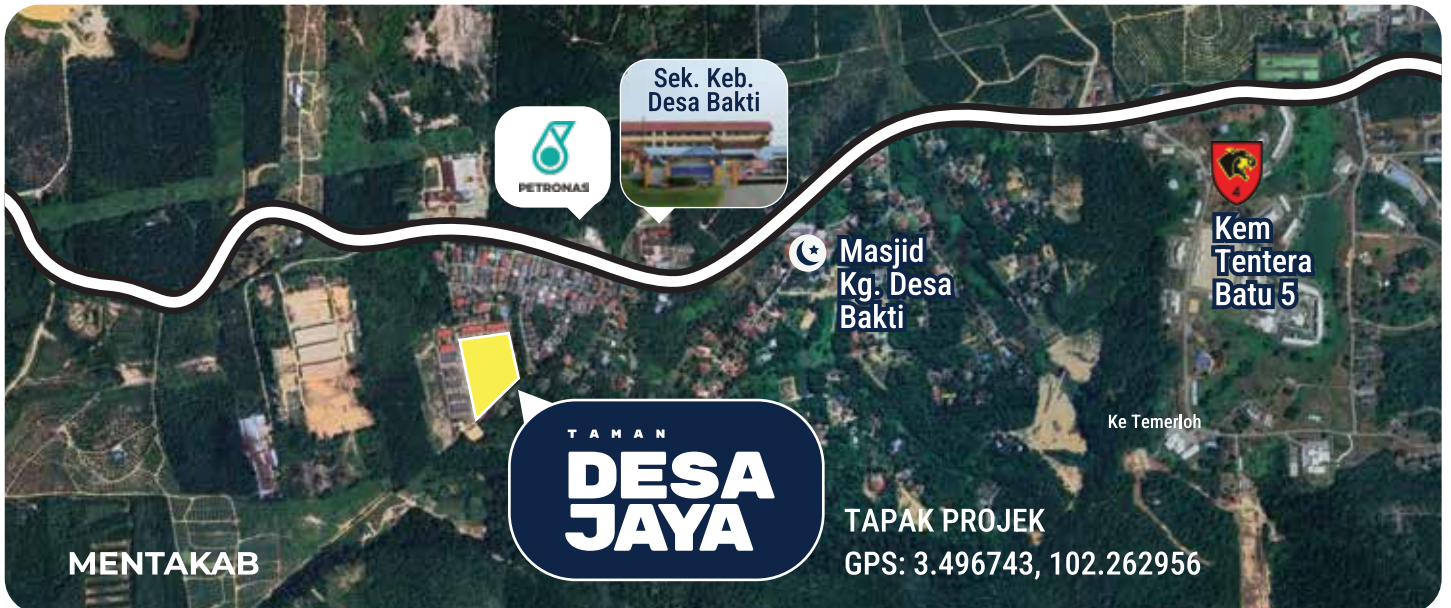 Sek. Keb.
Desa Bakti
PETRONAS
4
Masjid
Kg. Desa
Bakti
Kem
Tentera
Batu 5
Ke Temerloh
TAMAN
DESA
JAYA
TAPAK PROJEK
GPS: 3.496743, 102.262956
MENTAKAB